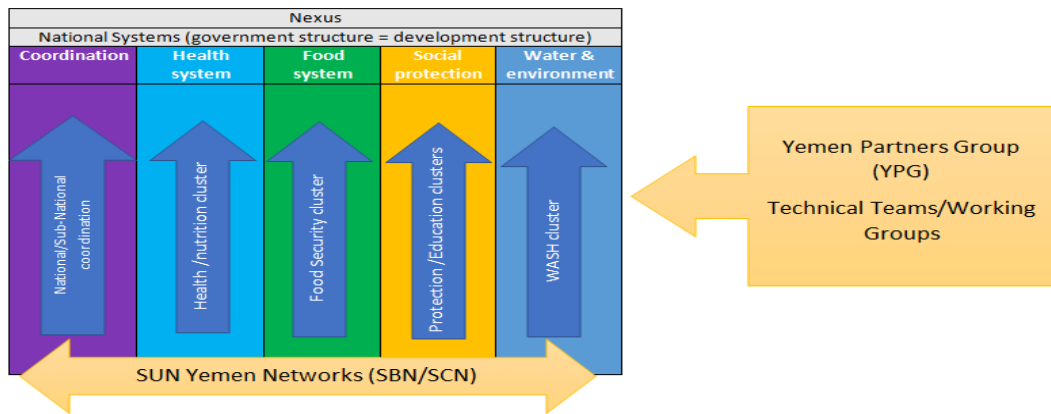 Nexus
National Systems (government structure = development structure)
Coordination
Health
system
Food
system
Social
protection
Water &
environment
National/Sub-National
coordination
Health /nutrition cluster
Food Security cluster
Protection /Education clusters
WASH cluster
SUN Yemen Networks (SBN/SCN)
Yemen Partners Group
(YPG)
Technical Teams/Working
Groups